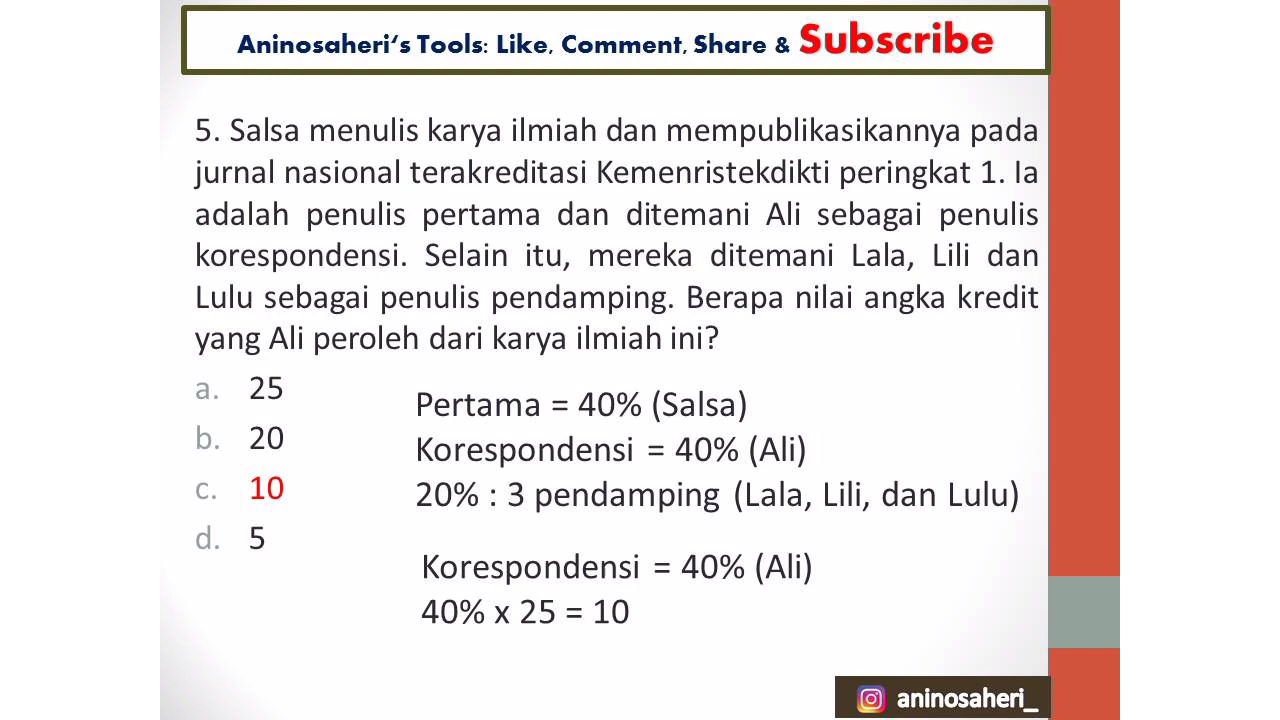 Aninosaheri's Tools: Like, Comment, Share & Subscribe
5. Salsa menulis karya ilmiah dan mempublikasikannya pada
jurnal nasional terakreditasi Kemenristekdikti peringkat 1. Ia
adalah penulis pertama dan ditemani Ali sebagai penulis
korespondensi. Selain itu, mereka ditemani Lala, Lili dan
Lulu sebagai penulis pendamping. Berapa nilai angka kredit
yang Ali peroleh dari karya ilmiah ini?
a. 25
b. 20
c. 10
d. 5
Pertama = 40% (Salsa)
Korespondensi = 40% (Ali)
20% : 3 pendamping (Lala, Lili, dan Lulu)
Korespondensi = 40% (Ali)
40% x 25 = 10
aninosaheri_